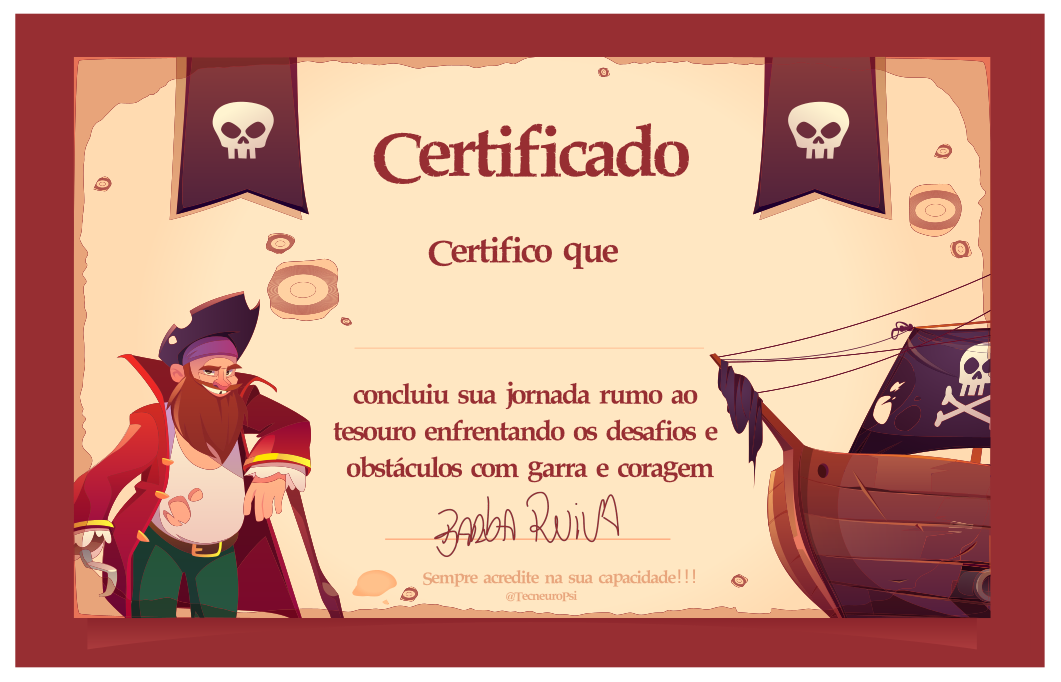 Certificado
Certifico que
concluiu sua jornada rumo ao
tesouro enfrentando os desafios e
obstáculos com garra e coragem
BARbA RUiVA
Sempre acredite na sua capacidade!!!
@TecneuroPsi